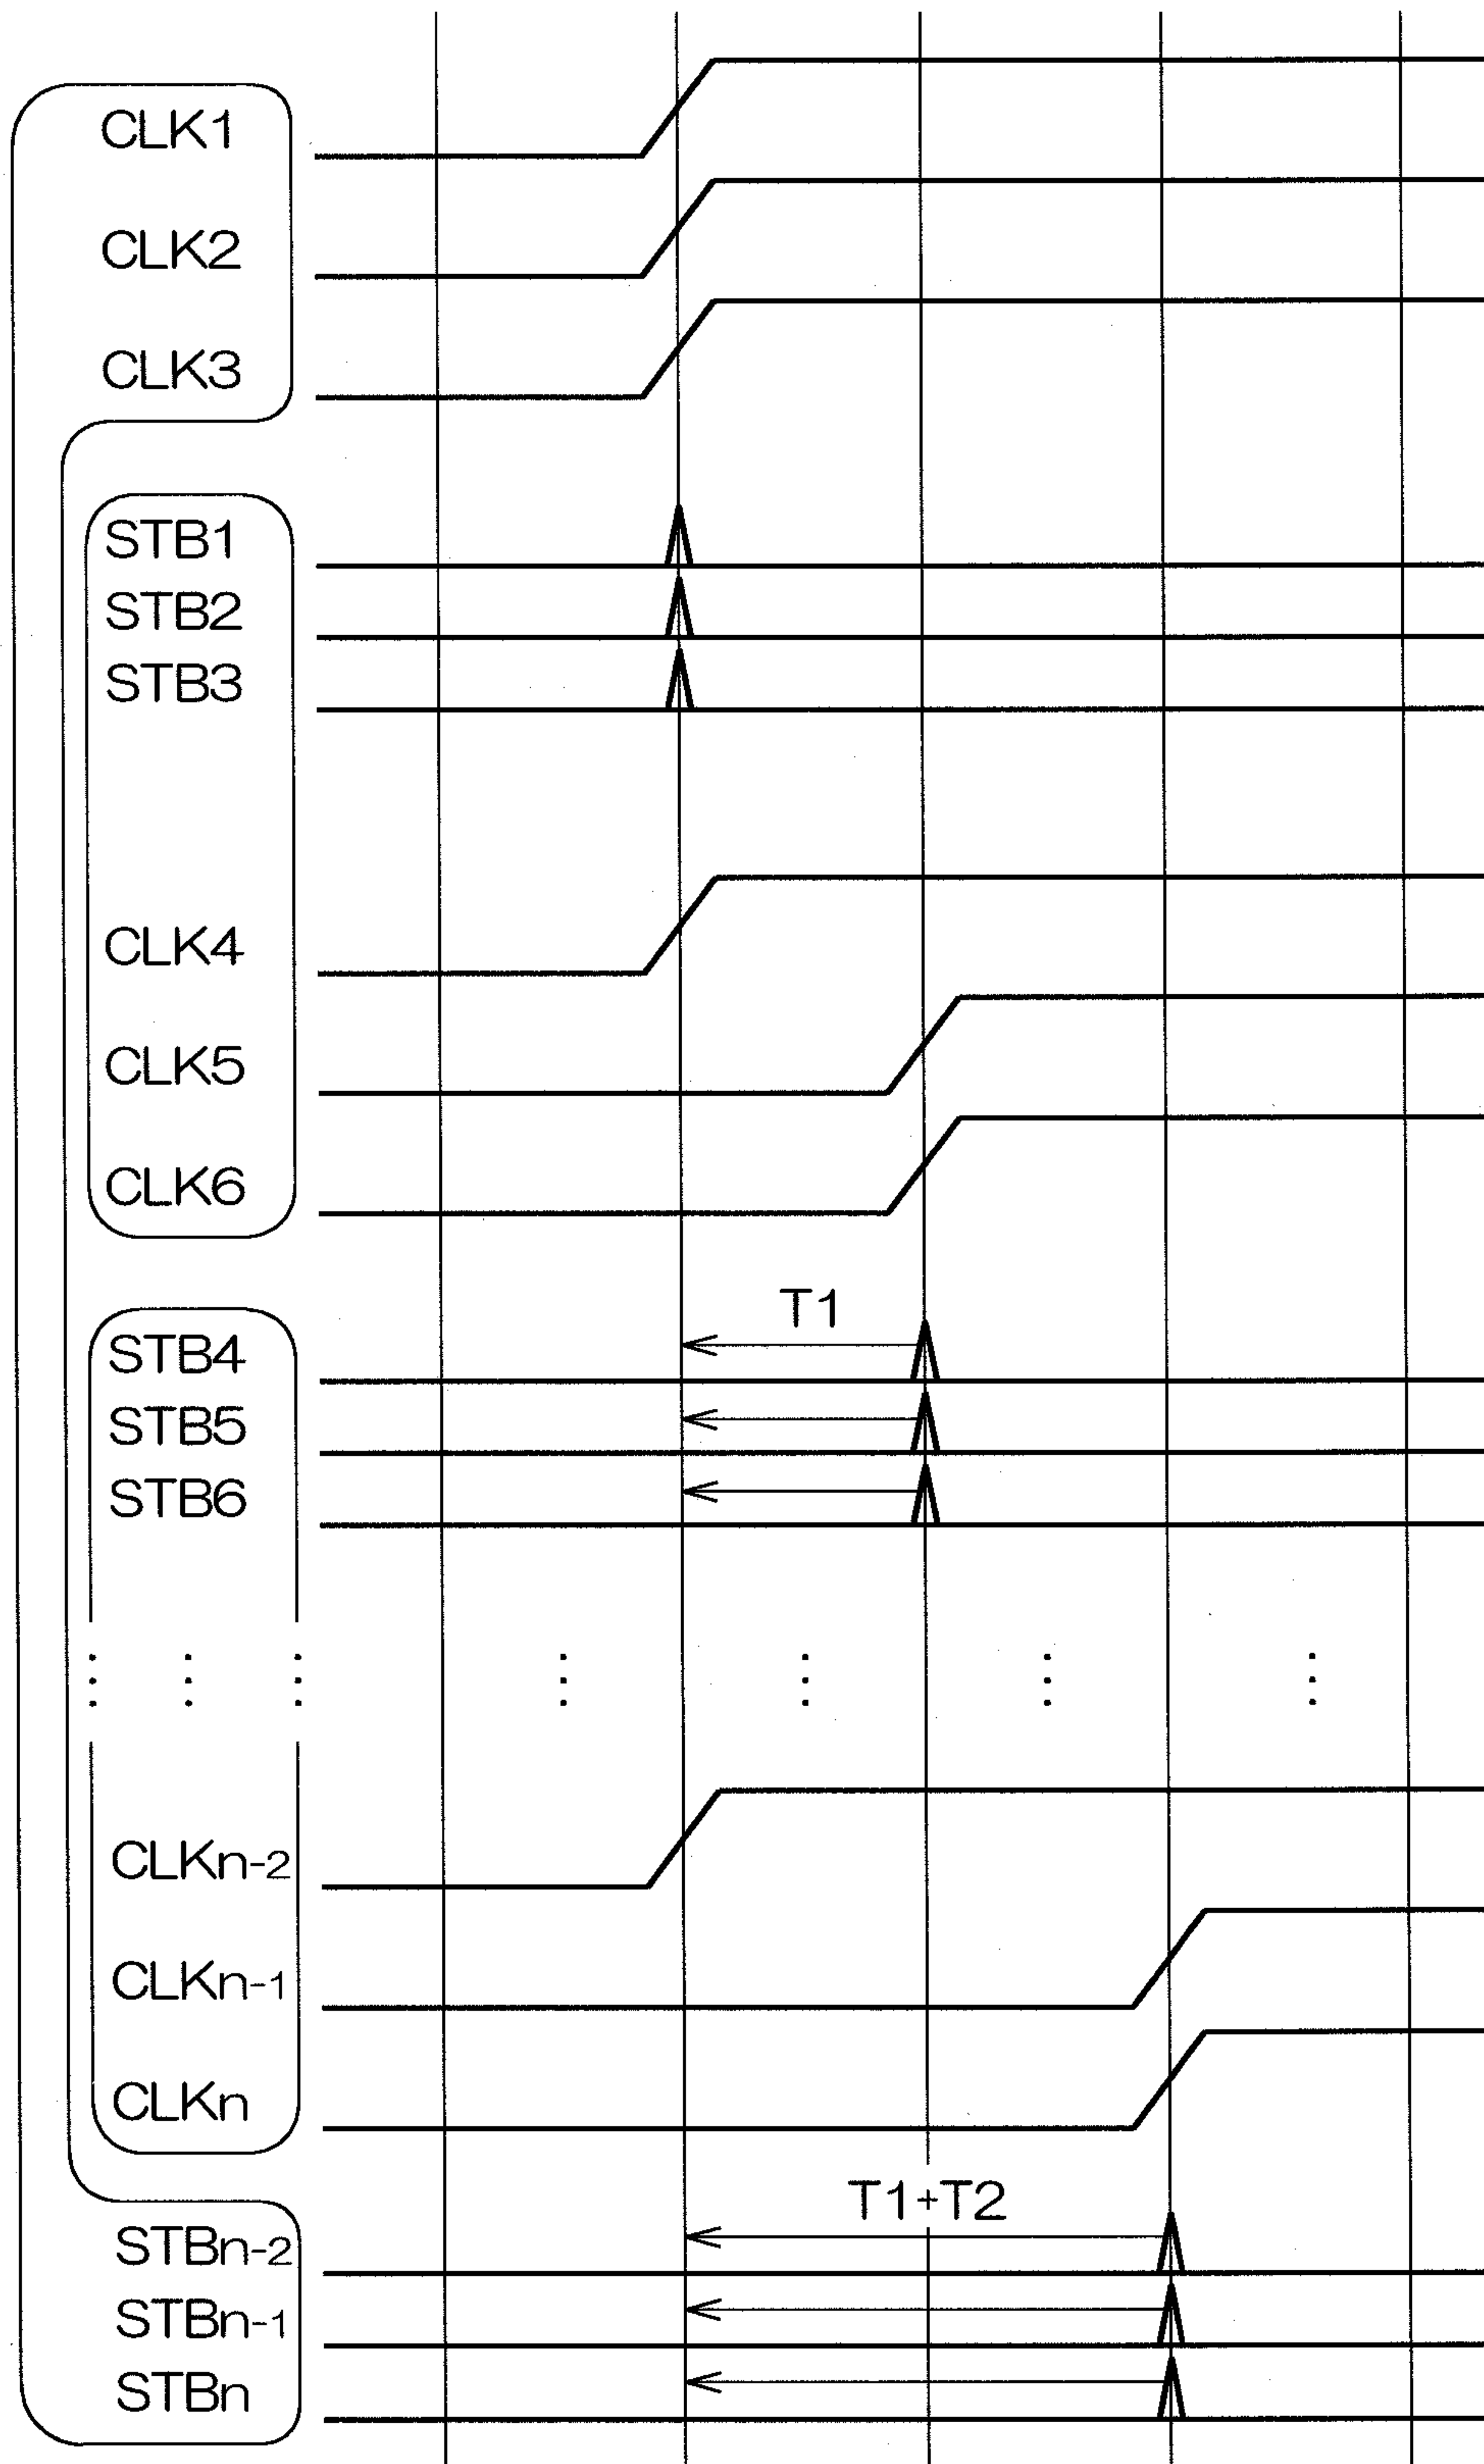 CLK1
CLK2
CLK3
STB1
STB2
STB3
CLK4
CLK5
CLK6
T1
STB4
STB5
STB6
CLKn-2
CLKn-1
CLKn
T1+T2
STBn-2
STBn-1
STBn